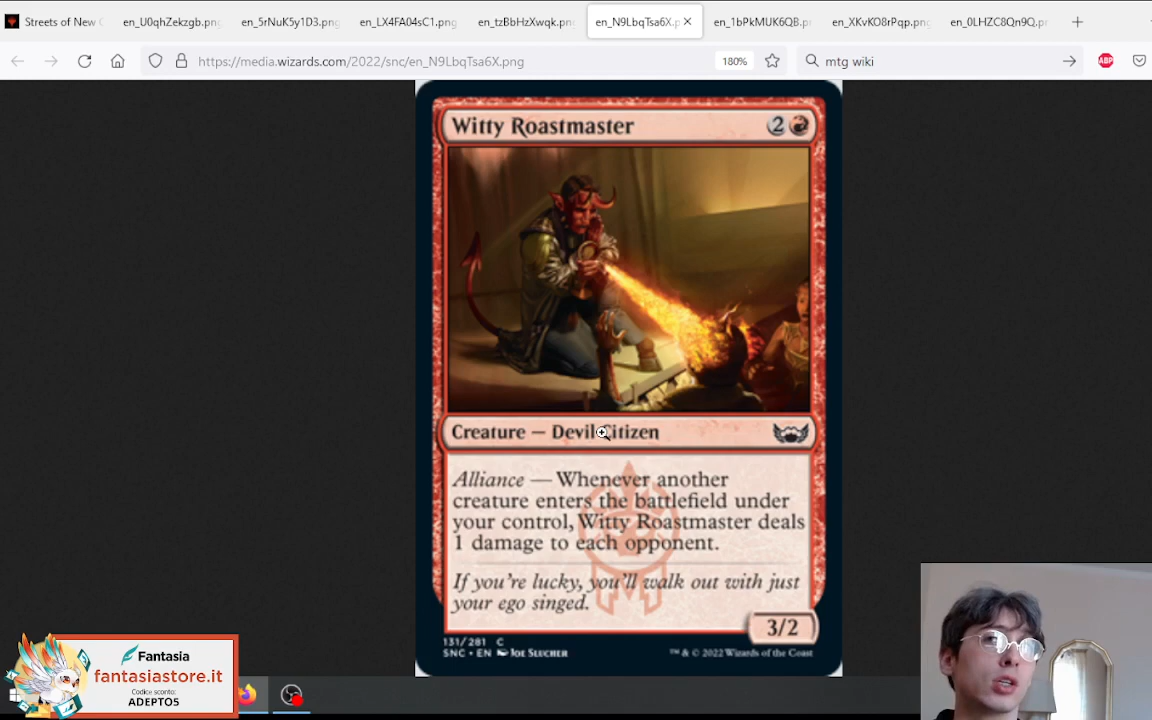 Streets of New C
en_U0qhZekzgb.png
en_5rNuK5y1D3.png
en_LX4FA04sC1.png
en_tzBbHzXwqk.pn
en_N9LbqTsa6X.p
en_1bPkMUK6QB.p
en_XKvKO8rPqp.png
en_0LHZC8Qn9Q.p
https://media.wizards.com/2022/snc/en_N9LbqTsa6X.png
180%
mtg wiki
ABP
Witty Roastmaster
2
Creature — Devil Citizen
Alliance — Whenever another
creature enters the battlefield under
your control, Witty Roastmaster deals
1 damage to each opponent.
If you're lucky, you'll walk out with just
your ego singed.
3/2
131/281 C
SNC • EN Joe Slucher
™ & © 2022 Wizards of the Coast
Fantasia
fantasiastore.it
Codice sconto:
ADEPTO5